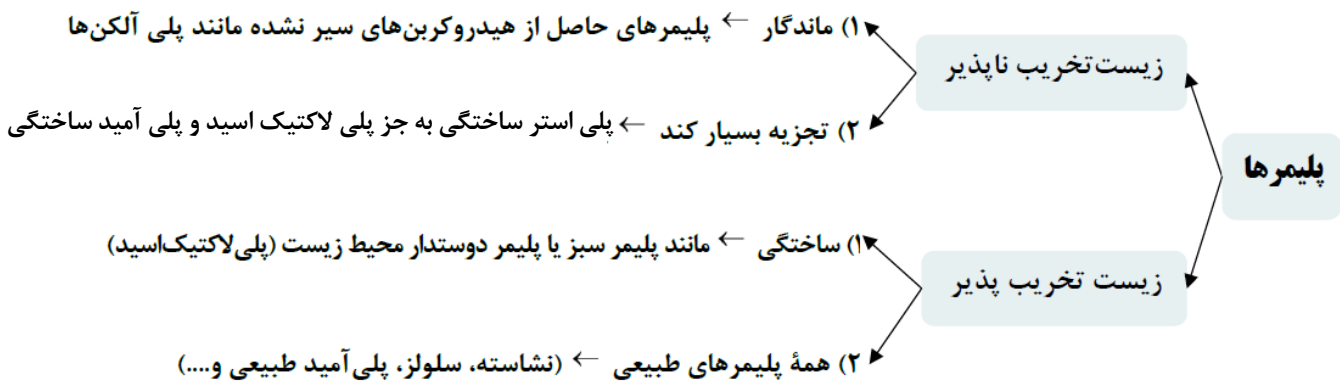 پلیمرها
زیست‌تخریب ناپذیر
۱) ماندگار ← پلیمرهای حاصل از هیدروکربن‌های سیر نشده مانند پلی آلکن‌ها
۲) تجزیه بسیار کند ← پلی استر ساختگی به جز پلی لاکتیک اسید و پلی آمید ساختگی
زیست تخریب پذیر
۱) ساختگی ← مانند پلیمر سبز یا پلیمر دوستدار محیط زیست (پلی‌لاکتیک‌اسید)
۲) همهٔ پلیمرهای طبیعی ← (نشاسته، سلولز، پلی‌آمید طبیعی و....)